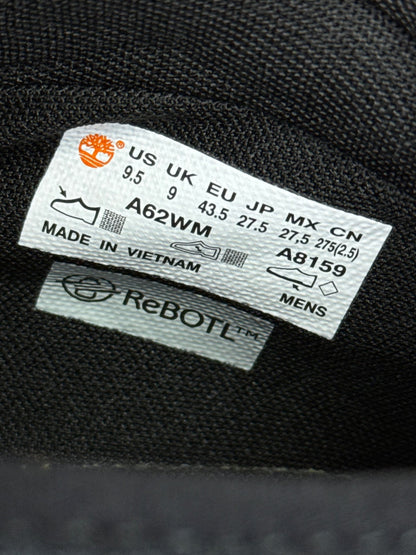 US UK EU JP MX CN
9.5 9 43.5 27.5 27,5 275(2.5)
A62WM A8159
MADE IN VIETNAM MENS
ReBOTL™